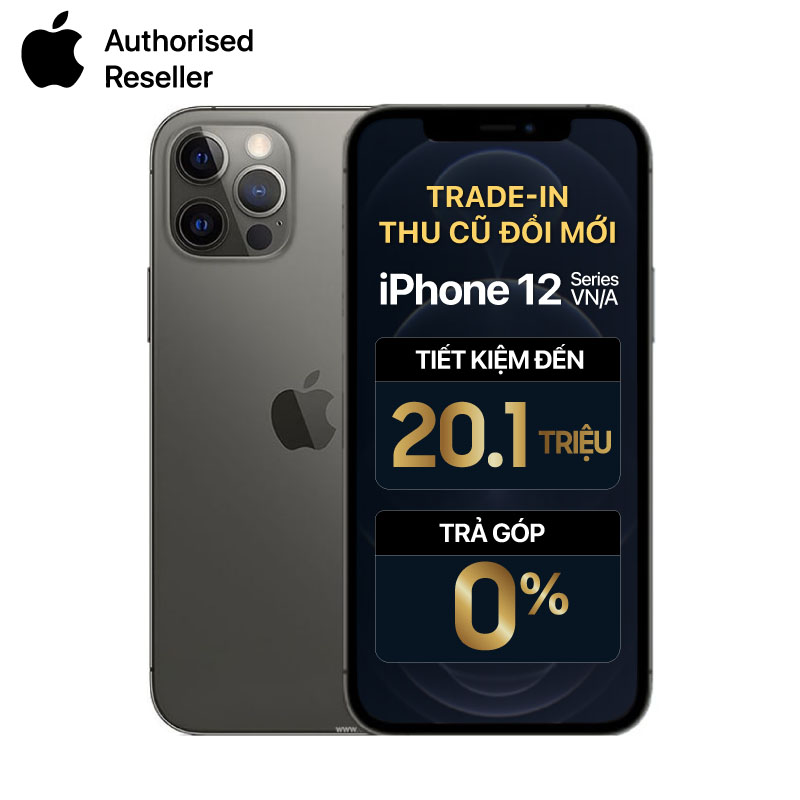 Authorised
Reseller
TRADE-IN
THU CŨ ĐỔI MỚI
iPhone 12 Series VN/A
TIẾT KIỆM ĐẾN
20.1 TRIỆU
TRẢ GÓP
0%
www.